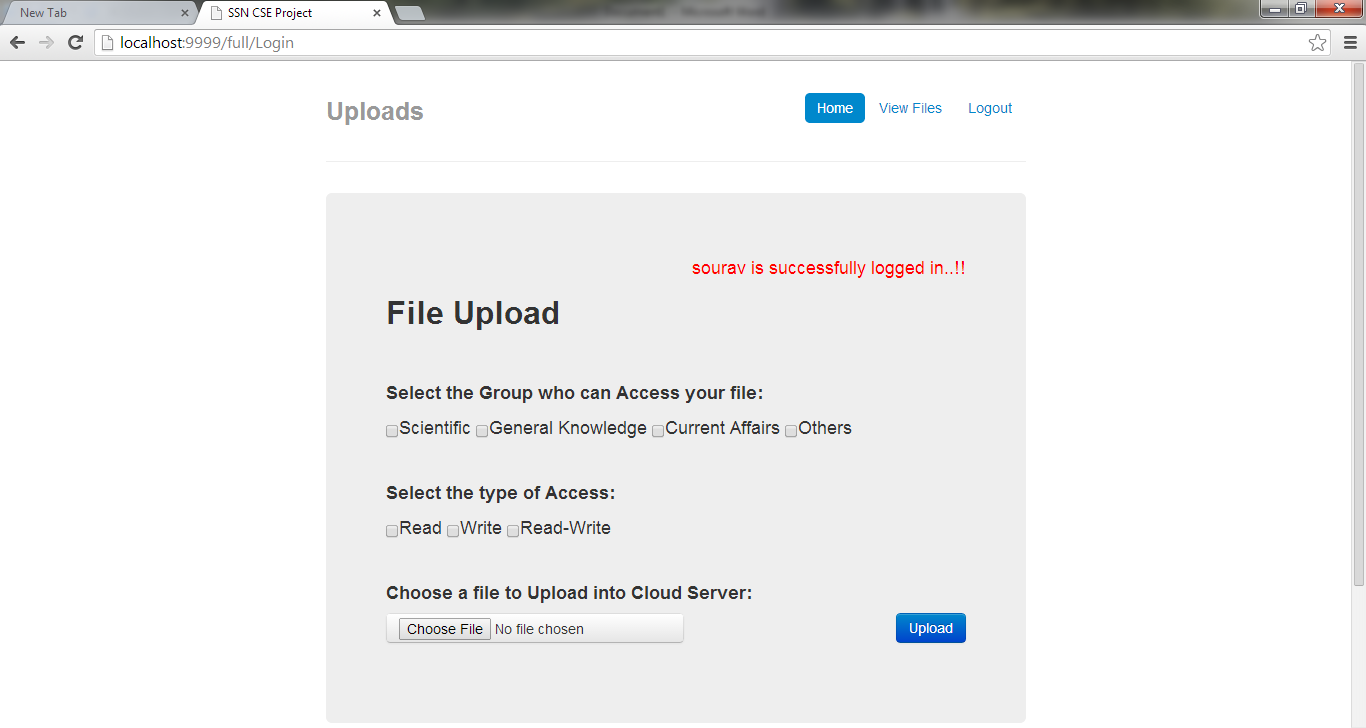 New Tab
SSN CSE Project
localhost:9999/full/Login
Uploads
Home View Files Logout
sourav is successfully logged in..!!
File Upload
Select the Group who can Access your file:
Scientific General Knowledge Current Affairs Others
Select the type of Access:
Read Write Read-Write
Choose a file to Upload into Cloud Server:
Choose File No file chosen Upload